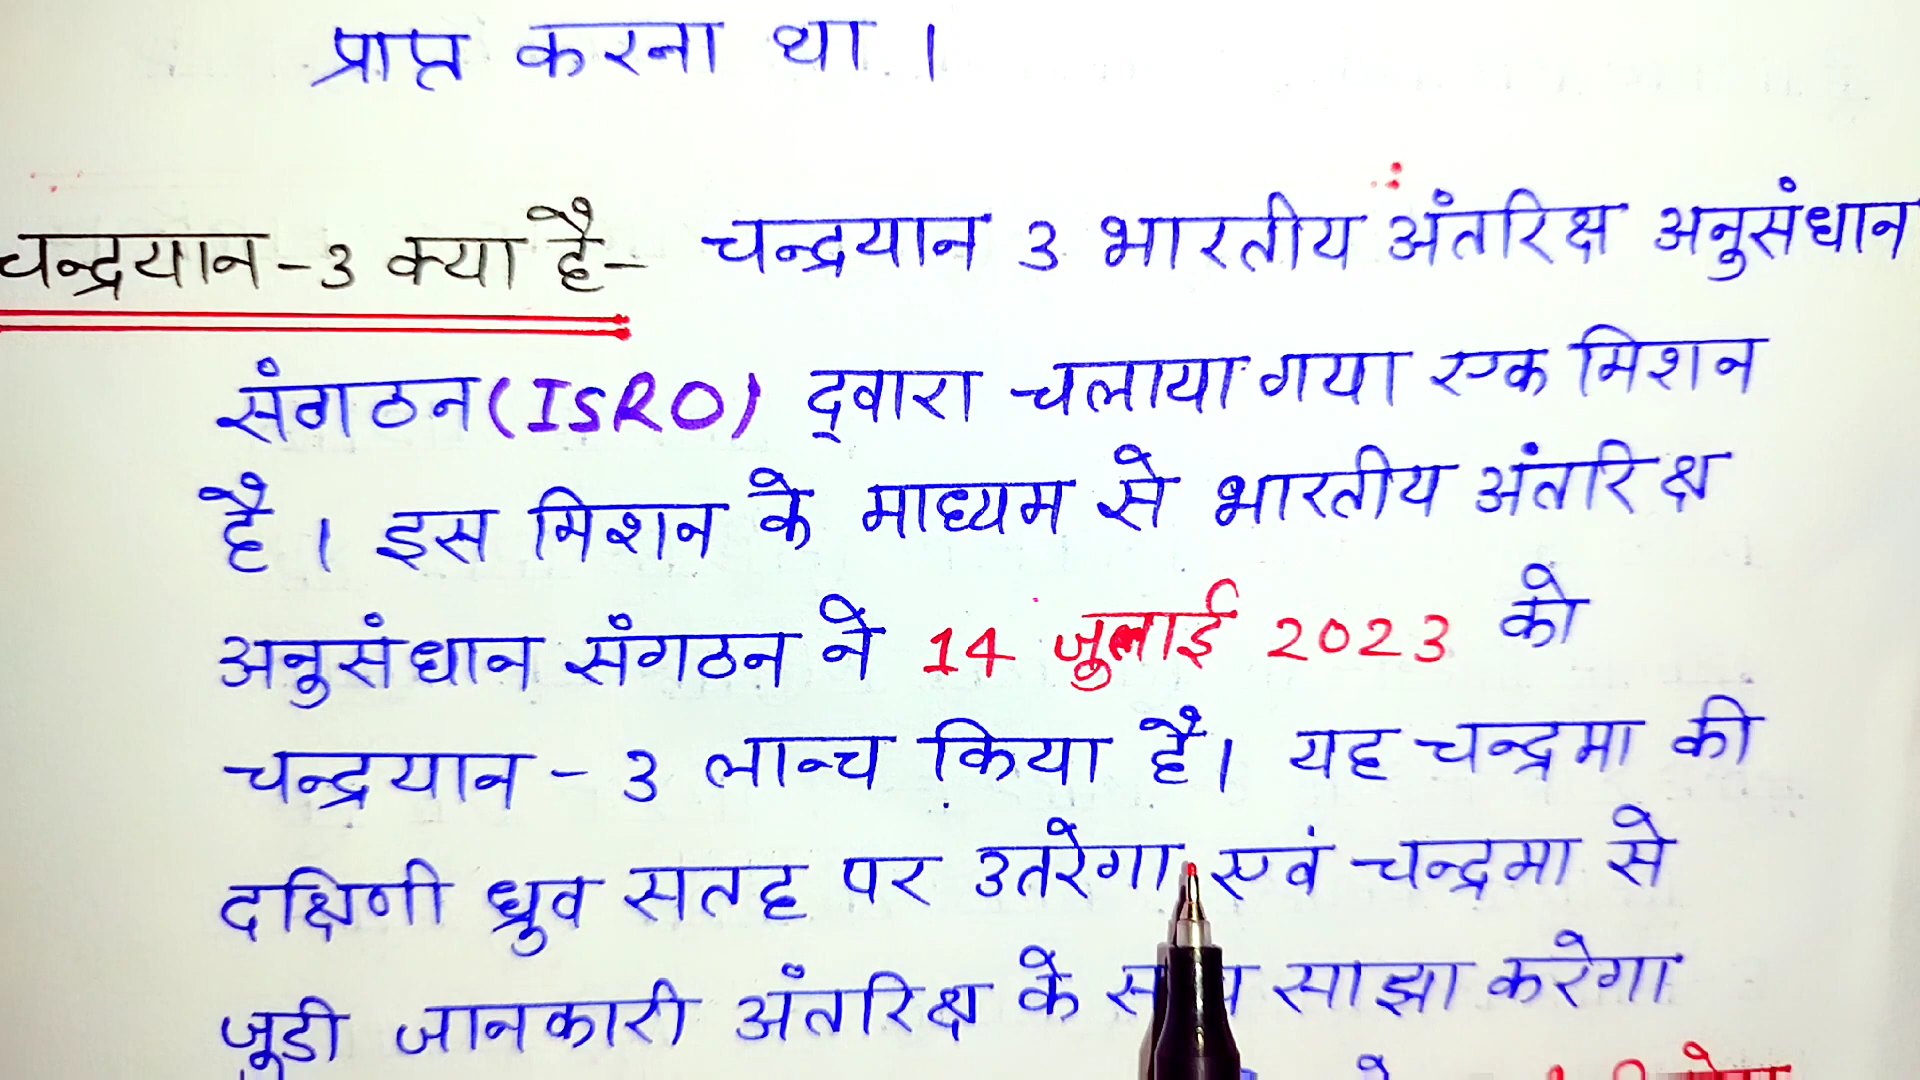 प्राप्त करना था ।
चन्द्रयान -3 क्या है- चन्द्रयान 3 भारतीय अंतरिक्ष अनुसंधान
संगठन (ISRO) द्वारा चलाया गया एक मिशन
है । इस मिशन के माध्यम से भारतीय अंतरिक्ष
अनुसंधान संगठन ने 14 जुलाई 2023 को
चन्द्रयान - 3 लान्च किया है। यह चन्द्रमा की
दक्षिणी ध्रुव सतह पर उतरेगा एवं चन्द्रमा से
जूडी जानकारी अंतरिक्ष के साझा करेगा